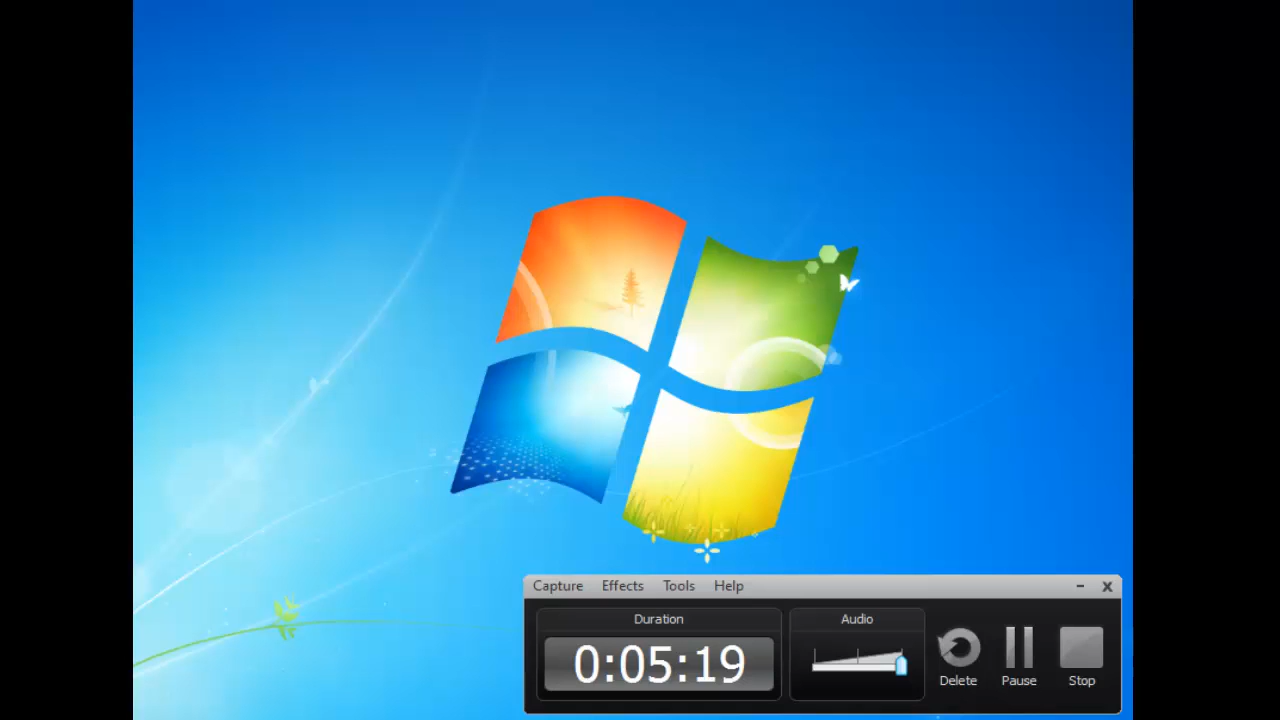 Capture Effects Tools Help
Duration
Audio
0:05:19
Delete Pause Stop